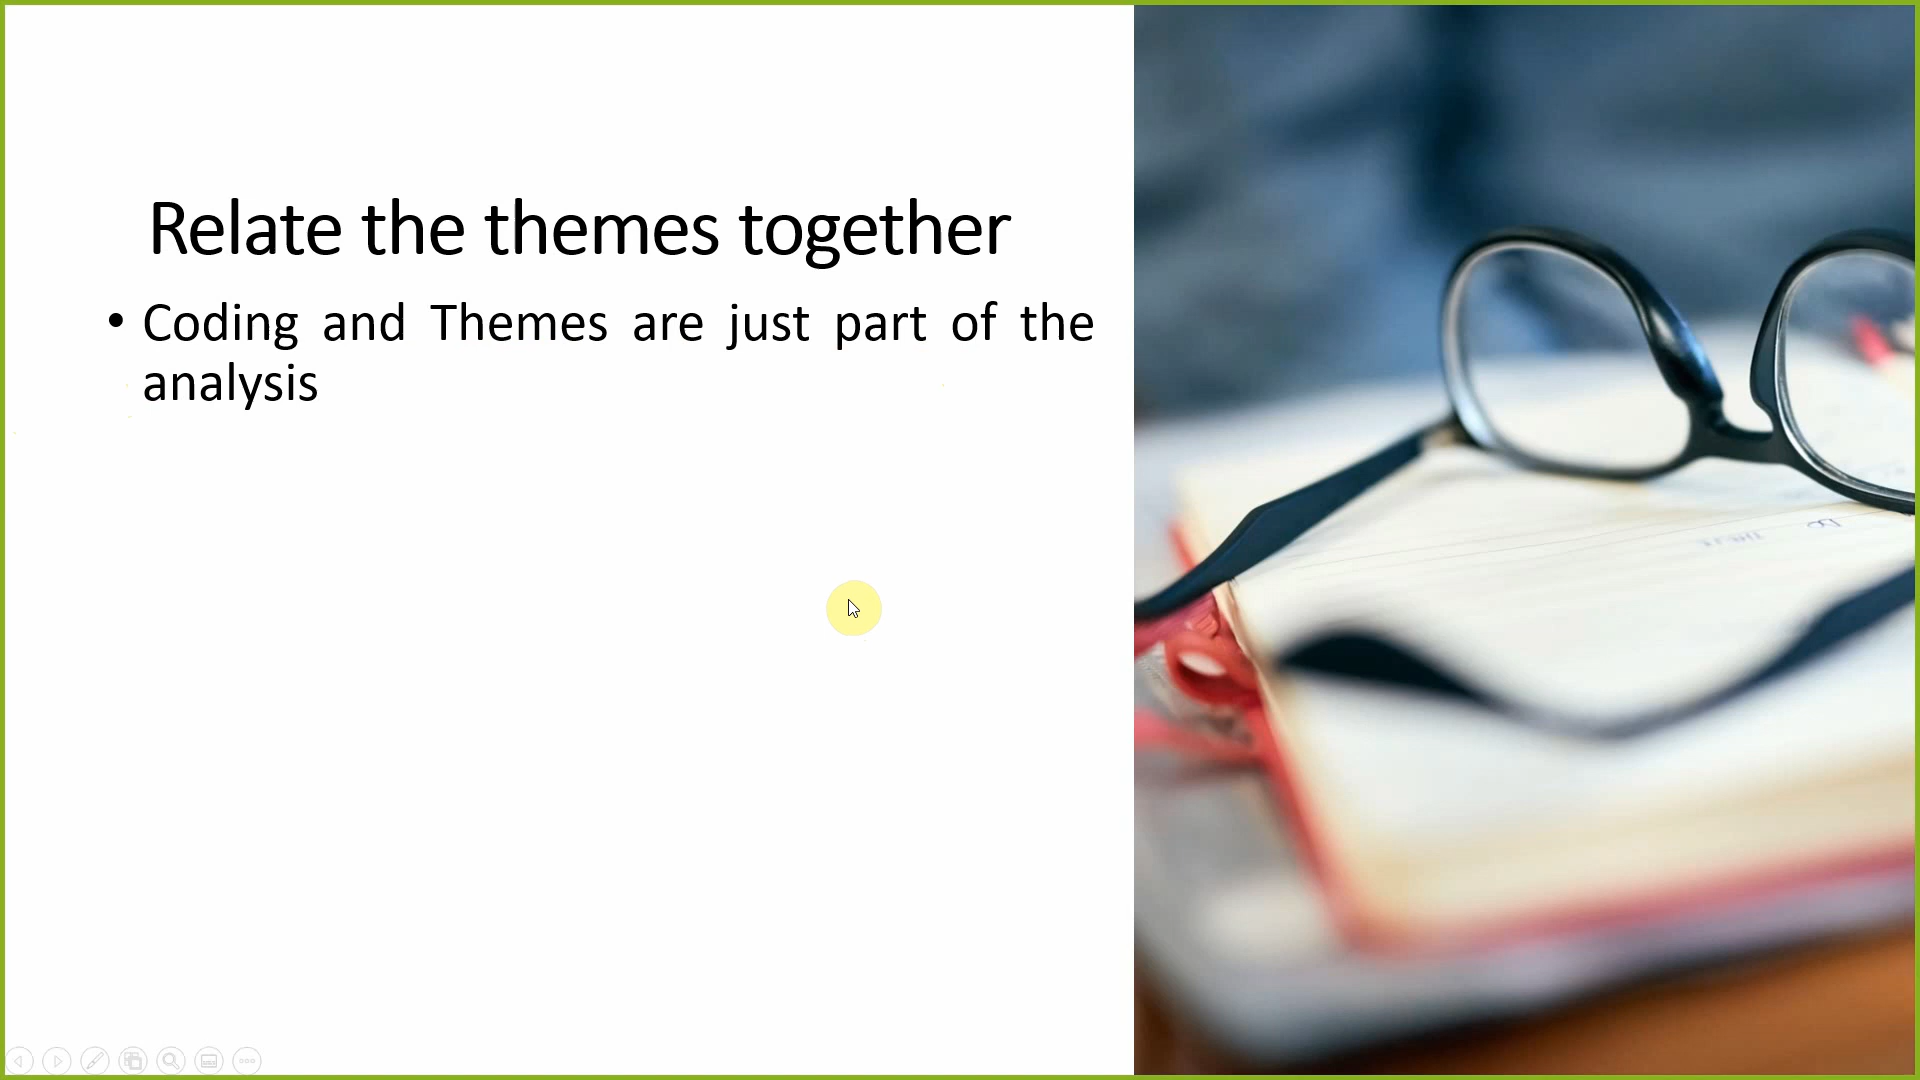 Relate the themes together
• Coding and Themes are just part of the
analysis